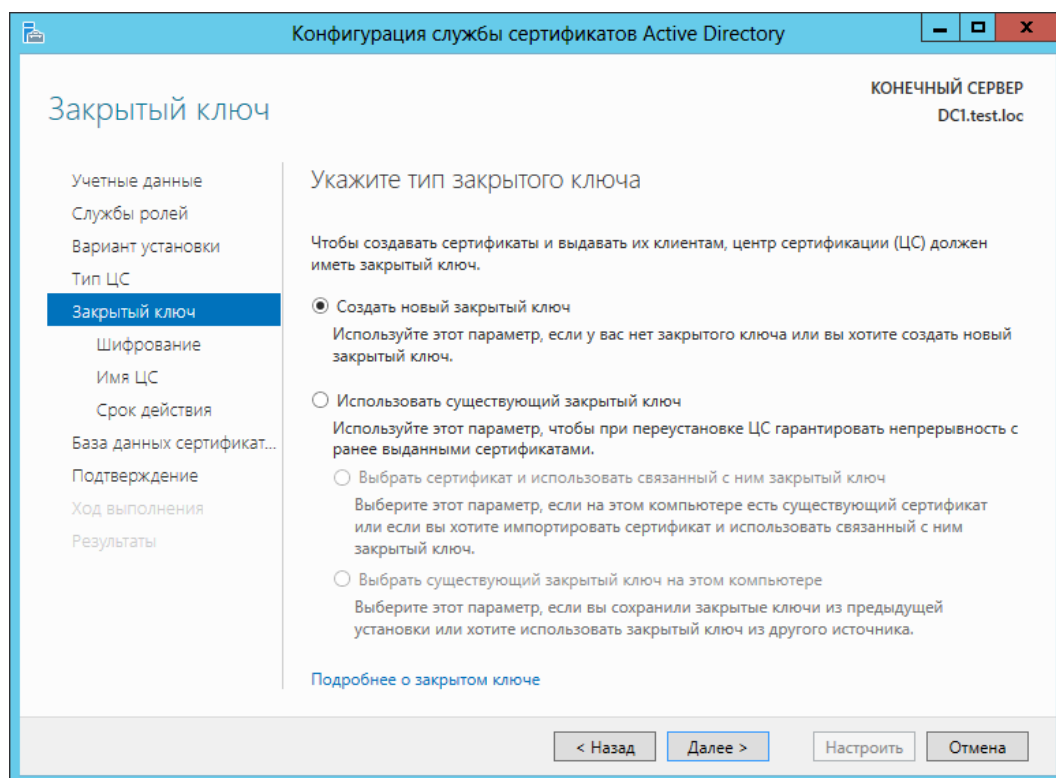 Конфигурация службы сертификатов Active Directory
Закрытый ключ
КОНЕЧНЫЙ СЕРВЕР
DC1.test.loc
Учетные данные
Службы ролей
Вариант установки
Тип ЦС
Закрытый ключ
Шифрование
Имя ЦС
Срок действия
База данных сертификат...
Подтверждение
Ход выполнения
Результаты
Укажите тип закрытого ключа
Чтобы создавать сертификаты и выдавать их клиентам, центр сертификации (ЦС) должен
иметь закрытый ключ.
Создать новый закрытый ключ
Используйте этот параметр, если у вас нет закрытого ключа или вы хотите создать новый
закрытый ключ.
Использовать существующий закрытый ключ
Используйте этот параметр, чтобы при переустановке ЦС гарантировать непрерывность с
ранее выданными сертификатами.
Выбрать сертификат и использовать связанный с ним закрытый ключ
Выберите этот параметр, если на этом компьютере есть существующий сертификат
или если вы хотите импортировать сертификат и использовать связанный с ним
закрытый ключ.
Выбрать существующий закрытый ключ на этом компьютере
Выберите этот параметр, если вы сохранили закрытые ключи из предыдущей
установки или хотите использовать закрытый ключ из другого источника.
Подробнее о закрытом ключе
< Назад
Далее >
Настроить
Отмена